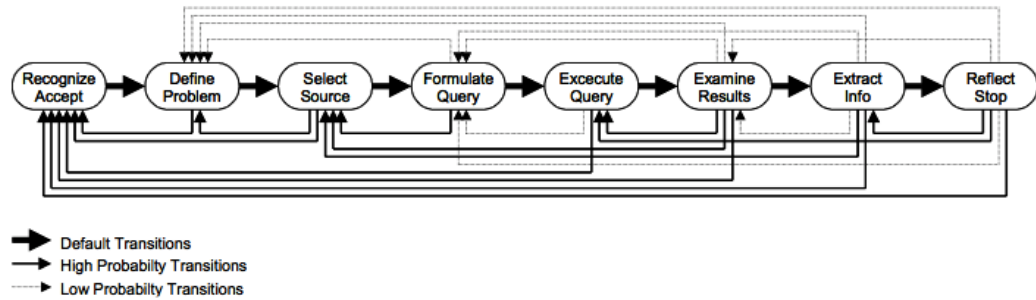 Recognize
Accept
Define
Problem
Select
Source
Formulate
Query
Excecute
Query
Examine
Results
Extract
Info
Reflect
Stop
Default Transitions
High Probabilty Transitions
Low Probabilty Transitions